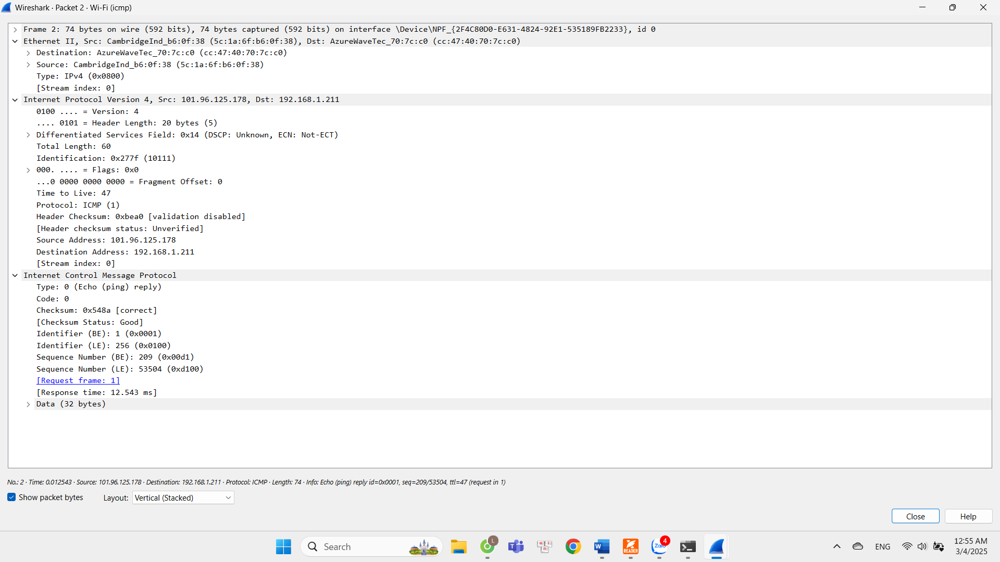 Wireshark · Packet 2 · Wi-Fi (icmp)
Frame 2: 74 bytes on wire (592 bits), 74 bytes captured (592 bits) on interface \Device\NPF_{2F4C80D0-E631-4824-92E1-535189FB2233}, id 0
Ethernet II, Src: CambridgeInd_b6:0f:38 (5c:1a:6f:b6:0f:38), Dst: AzureWaveTec_70:7c:c0 (cc:47:40:70:7c:c0)
Destination: AzureWaveTec_70:7c:c0 (cc:47:40:70:7c:c0)
Source: CambridgeInd_b6:0f:38 (5c:1a:6f:b6:0f:38)
Type: IPv4 (0x0800)
[Stream index: 0]
Internet Protocol Version 4, Src: 101.96.125.178, Dst: 192.168.1.211
0100 .... = Version: 4
.... 0101 = Header Length: 20 bytes (5)
Differentiated Services Field: 0x14 (DSCP: Unknown, ECN: Not-ECT)
Total Length: 60
Identification: 0x277f (10111)
000. .... = Flags: 0x0
...0 0000 0000 0000 = Fragment Offset: 0
Time to Live: 47
Protocol: ICMP (1)
Header Checksum: 0xbea0 [validation disabled]
[Header checksum status: Unverified]
Source Address: 101.96.125.178
Destination Address: 192.168.1.211
[Stream index: 0]
Internet Control Message Protocol
Type: 0 (Echo (ping) reply)
Code: 0
Checksum: 0x548a [correct]
[Checksum Status: Good]
Identifier (BE): 1 (0x0001)
Identifier (LE): 256 (0x0100)
Sequence Number (BE): 209 (0x00d1)
Sequence Number (LE): 53504 (0xd100)
[Request frame: 1]
[Response time: 12.543 ms]
Data (32 bytes)
No.: 2 · Time: 0.012543 · Source: 101.96.125.178 · Destination: 192.168.1.211 · Protocol: ICMP · Length: 74 · Info: Echo (ping) reply id=0x0001, seq=209/53504, ttl=47 (request in 1)
Show packet bytes Layout: Vertical (Stacked)
Close Help
Search
L
W
READER
Zalo
4
ENG
12:55 AM
3/4/2025